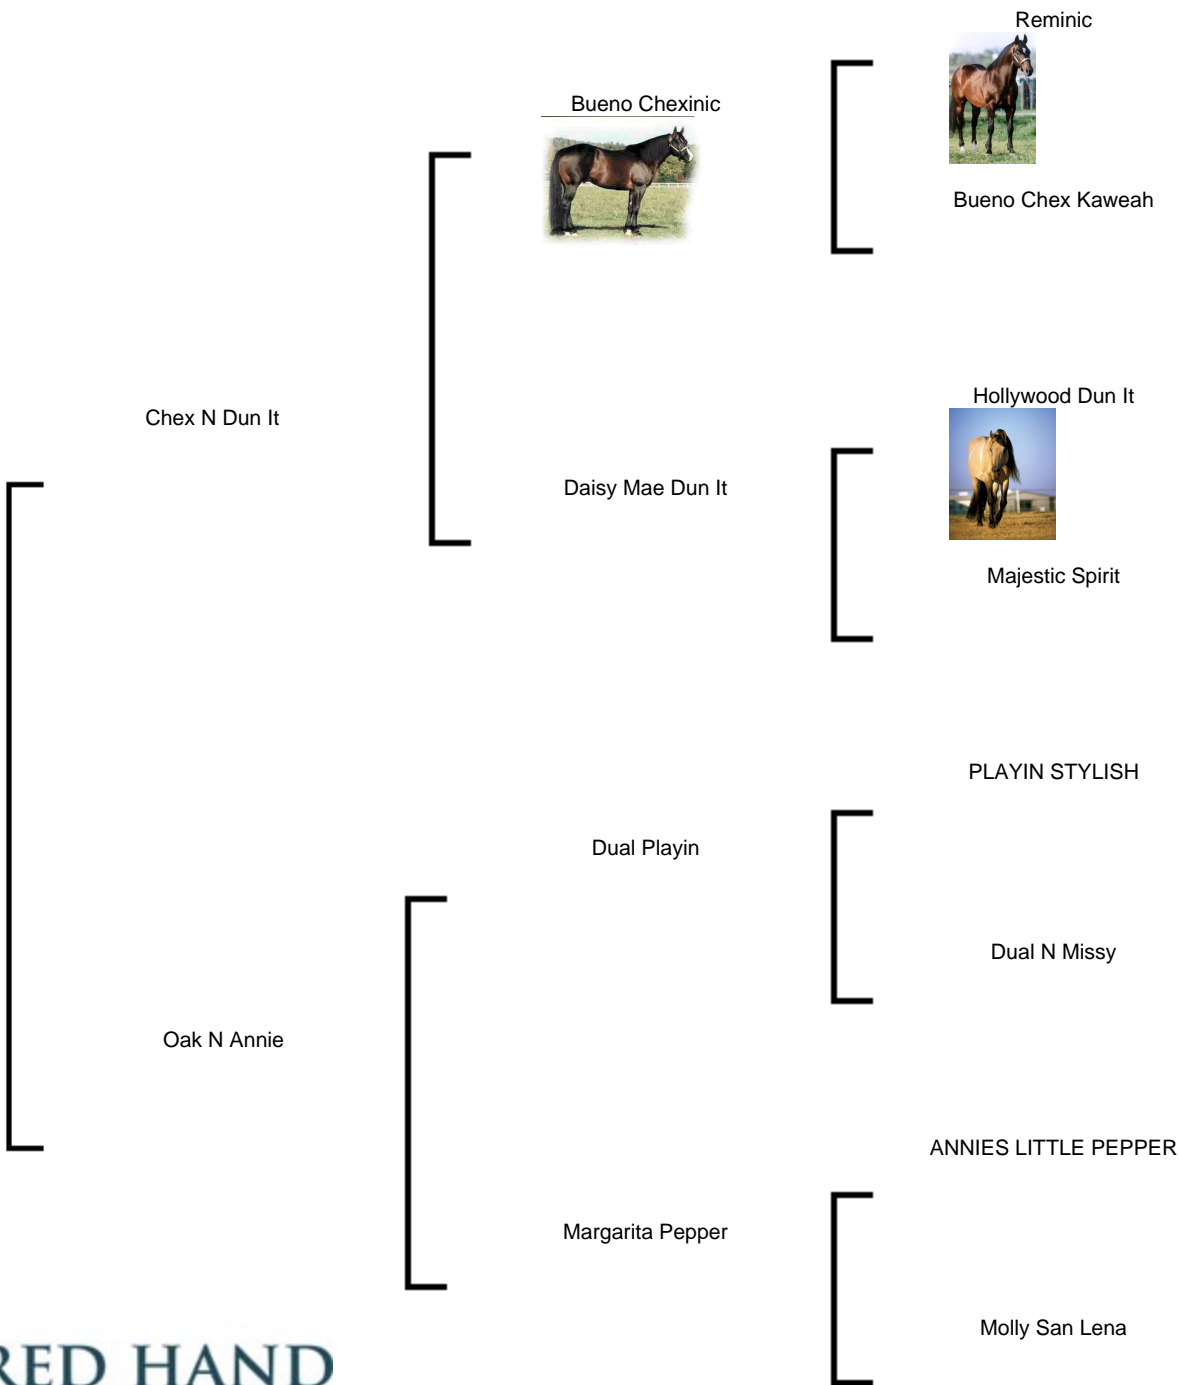 Reminic
Bueno Chexinic
Bueno Chex Kaweah
Hollywood Dun It
Chex N Dun It
Daisy Mae Dun It
Majestic Spirit
PLAYIN STYLISH
Dual Playin
Dual N Missy
Oak N Annie
ANNIES LITTLE PEPPER
Margarita Pepper
Molly San Lena
RED HAND